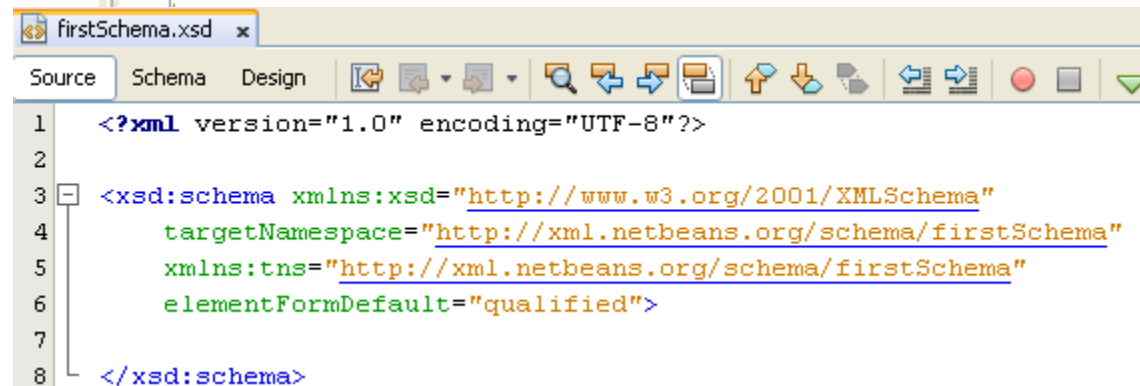 firstSchema.xsd x
Source Schema Design
1 <?xml version="1.0" encoding="UTF-8"?>
2
3 <xsd:schema xmlns:xsd="http://www.w3.org/2001/XMLSchema"
4 targetNamespace="http://xml.netbeans.org/schema/firstSchema"
5 xmlns:tns="http://xml.netbeans.org/schema/firstSchema"
6 elementFormDefault="qualified">
7
8 </xsd:schema>